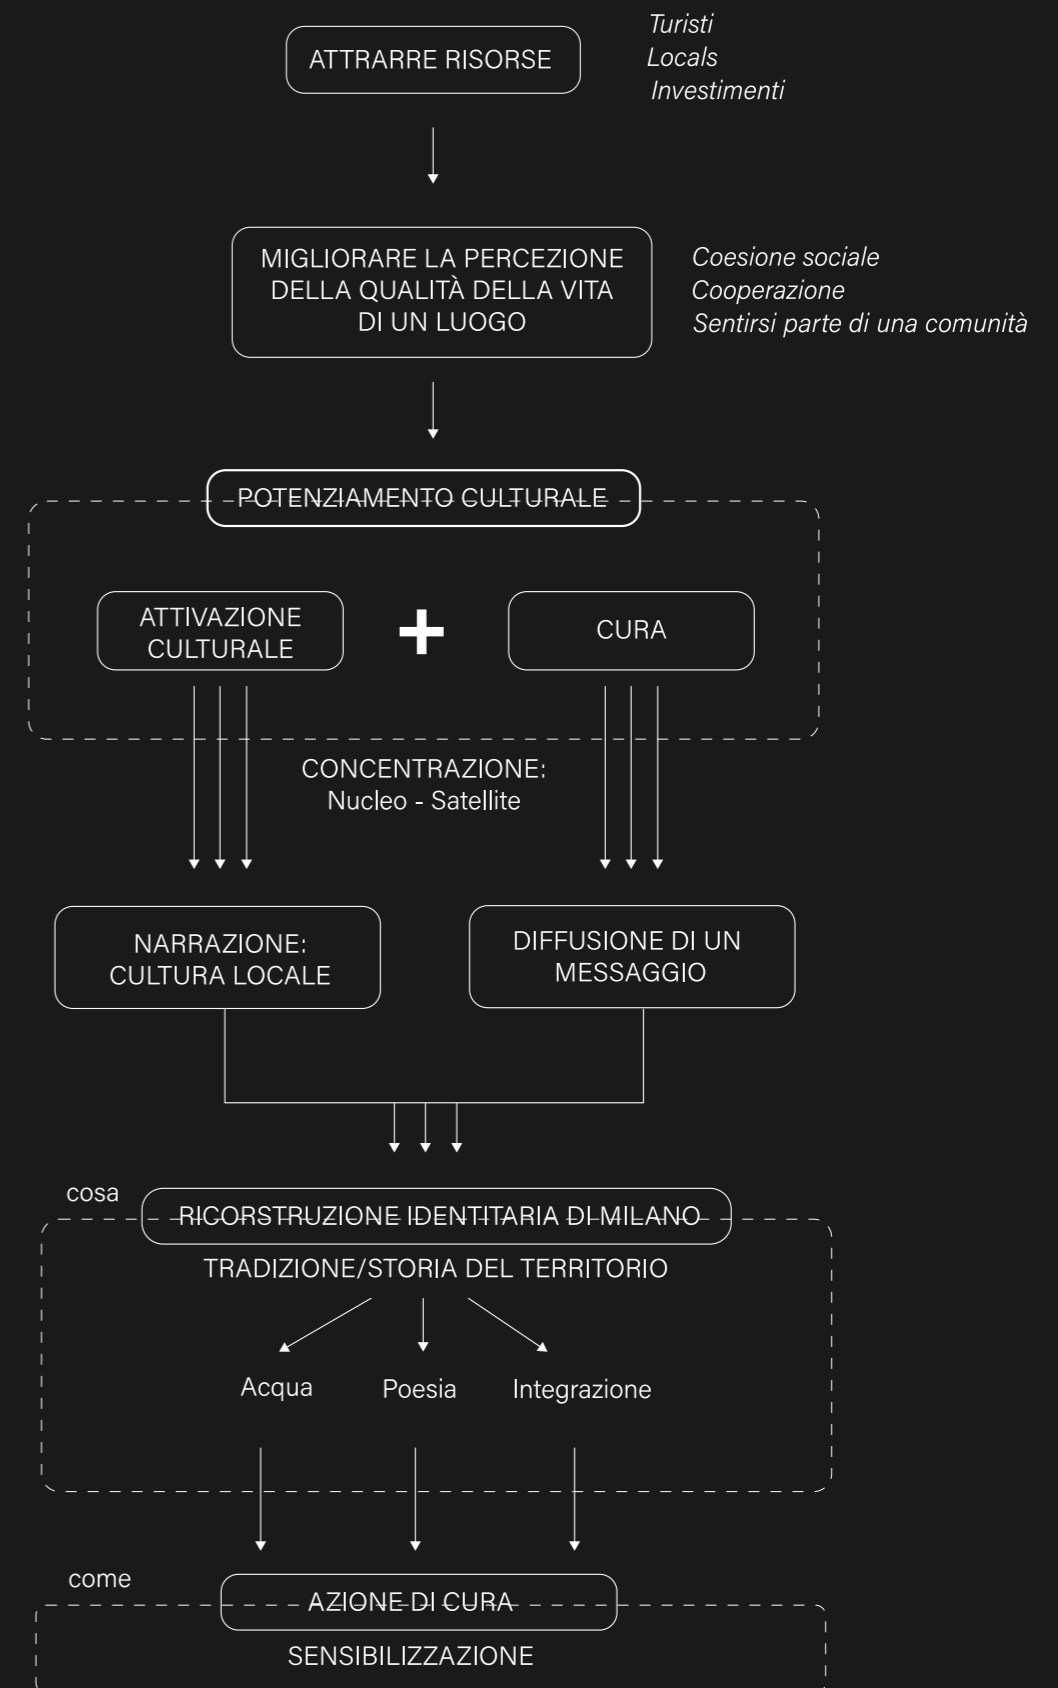 ATTRARRE RISORSE
Turisti
Locals
Investimenti
MIGLIORARE LA PERCEZIONE
DELLA QUALITÀ DELLA VITA
DI UN LUOGO
Coesione sociale
Cooperazione
Sentirsi parte di una comunità
POTENZIAMENTO CULTURALE
ATTIVAZIONE
CULTURALE
+
CURA
CONCENTRAZIONE:
Nucleo - Satellite
NARRAZIONE:
CULTURA LOCALE
DIFFUSIONE DI UN
MESSAGGIO
cosa
RICORSTRUZIONE IDENTITARIA DI MILANO
TRADIZIONE/STORIA DEL TERRITORIO
Acqua
Poesia
Integrazione
come
AZIONE DI CURA
SENSIBILIZZAZIONE